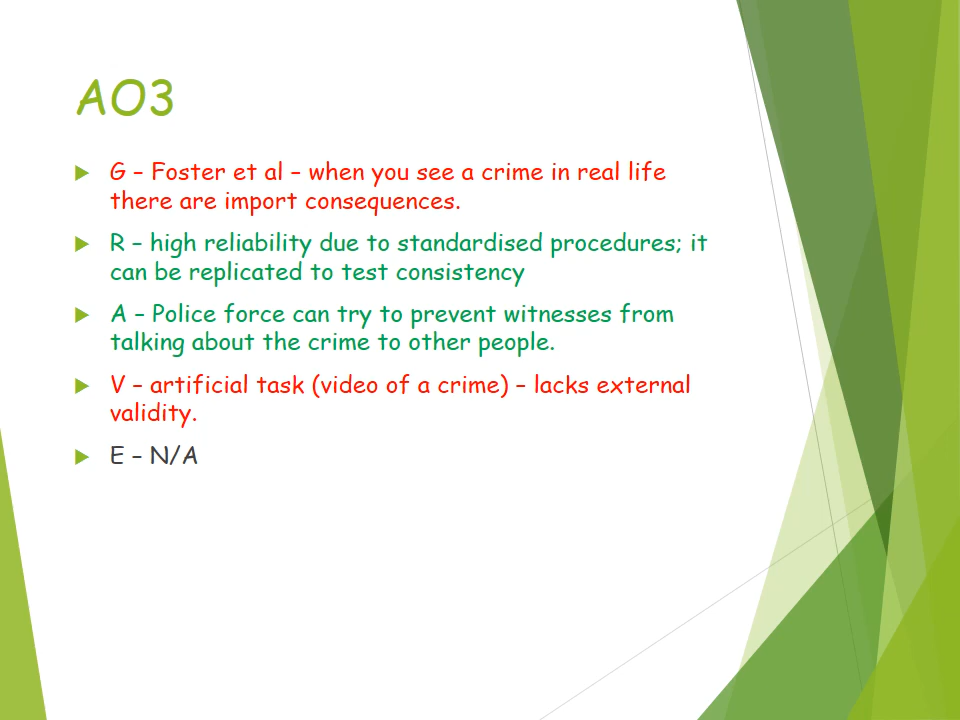 AO3
G – Foster et al – when you see a crime in real life
there are import consequences.
R – high reliability due to standardised procedures; it
can be replicated to test consistency
A – Police force can try to prevent witnesses from
talking about the crime to other people.
V – artificial task (video of a crime) – lacks external
validity.
E – N/A